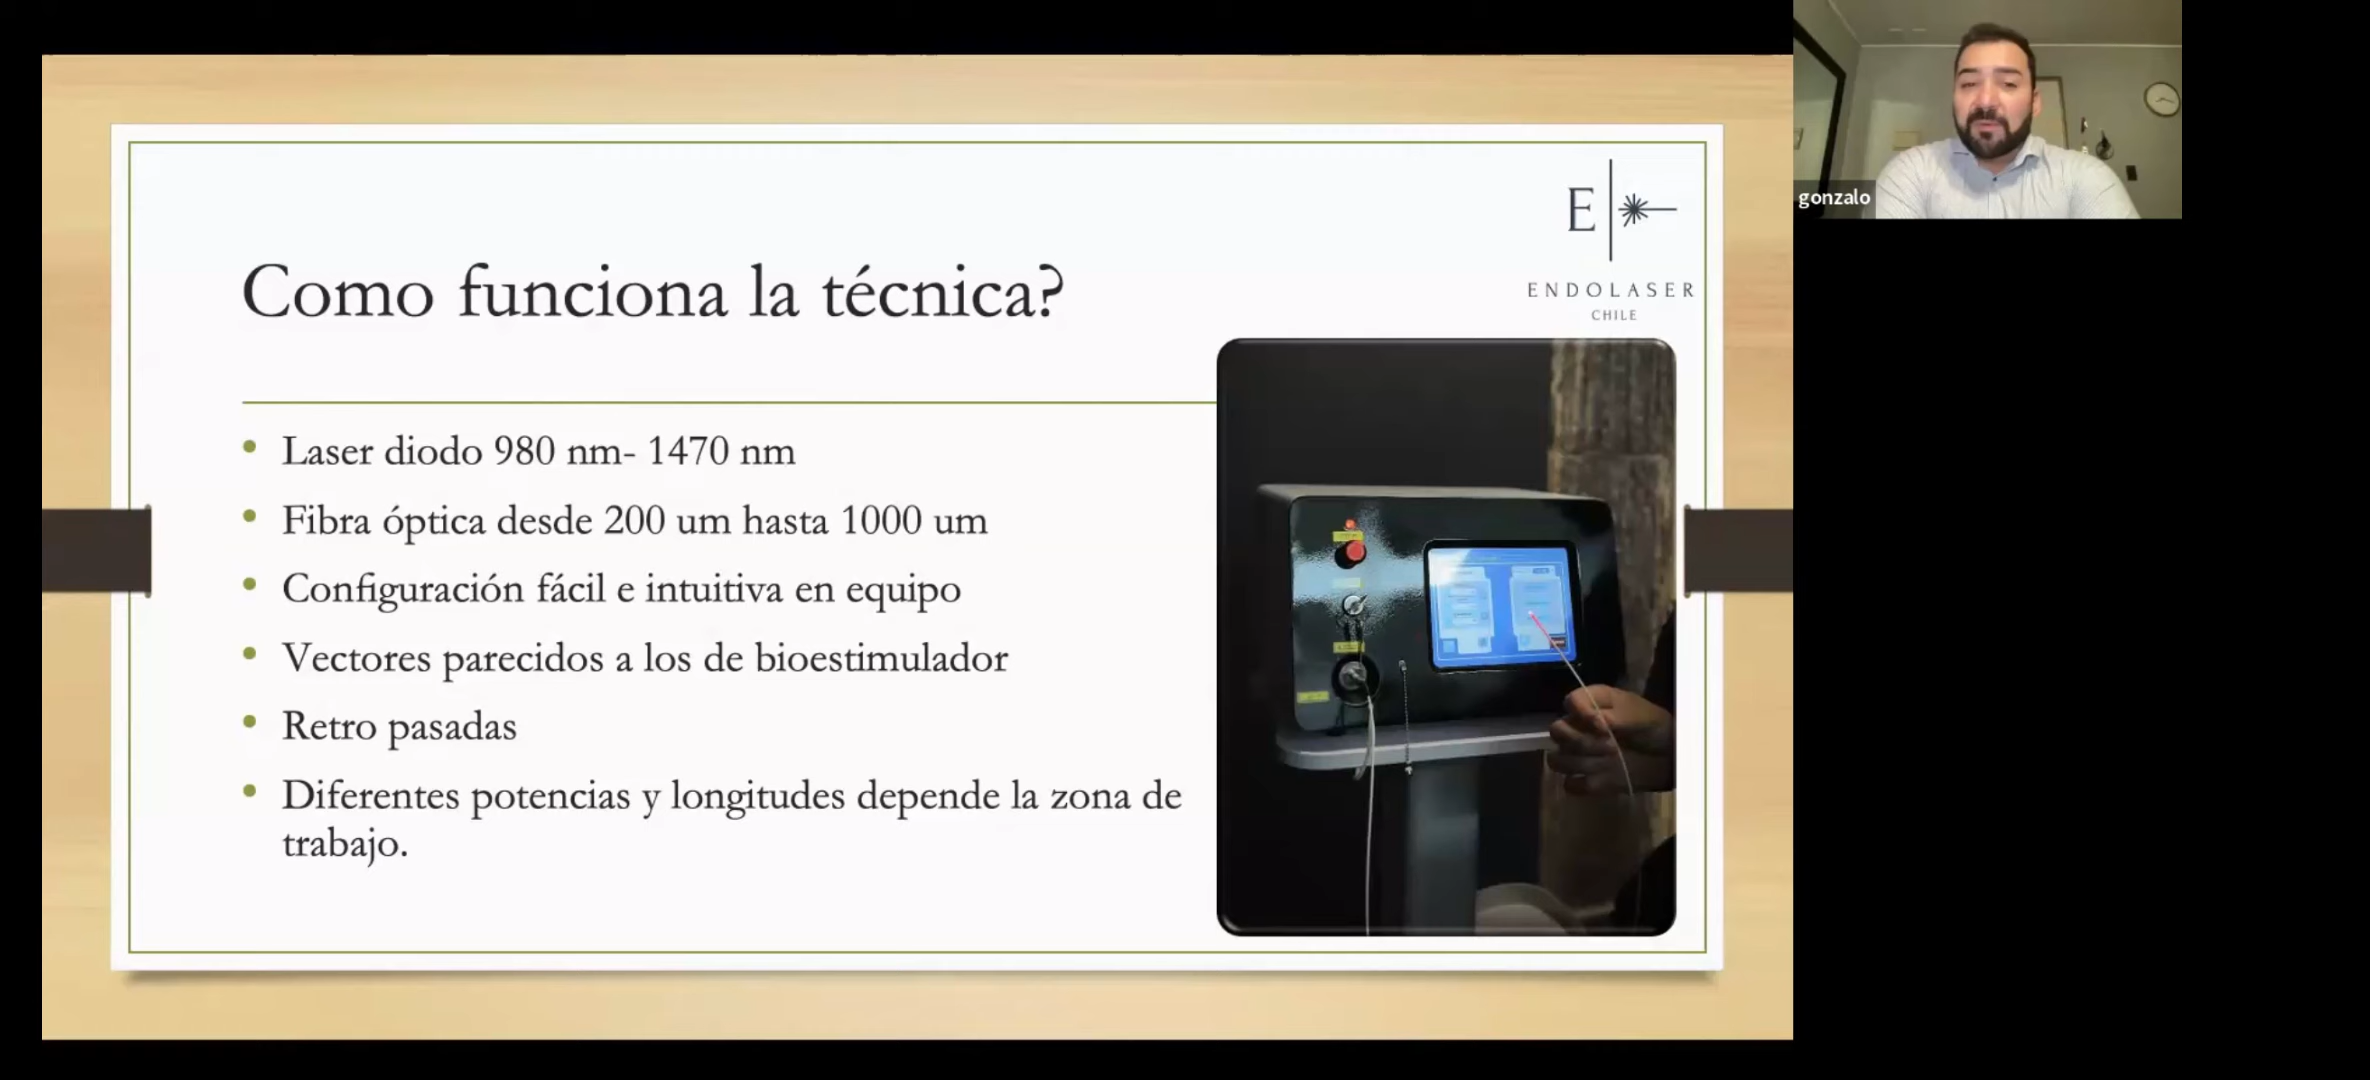 gonzalo
E
ENDOLASER
CHILE
Como funciona la técnica?
• Laser diodo 980 nm- 1470 nm
• Fibra óptica desde 200 um hasta 1000 um
• Configuración fácil e intuitiva en equipo
• Vectores parecidos a los de bioestimulador
• Retro pasadas
• Diferentes potencias y longitudes depende la zona de
trabajo.